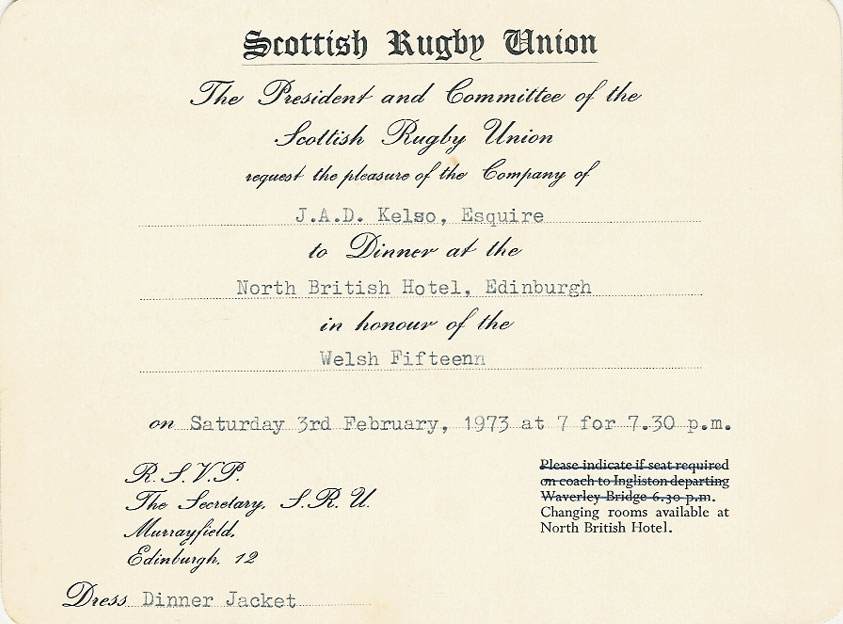 Scottish Rugby Union
The President and Committee of the
Scottish Rugby Union
request the pleasure of the Company of
J.A.D. Kelso, Esquire
to Dinner at the
North British Hotel, Edinburgh
in honour of the
Welsh Fifteenn
on Saturday 3rd February, 1973 at 7 for 7.30 p.m.
R.S.V.P.
The Secretary, S.R.U.
Murrayfield,
Edinburgh. 12
Please indicate if seat required
on coach to Ingliston departing
Waverley Bridge 6.30 p.m.
Changing rooms available at
North British Hotel.
Dress Dinner Jacket